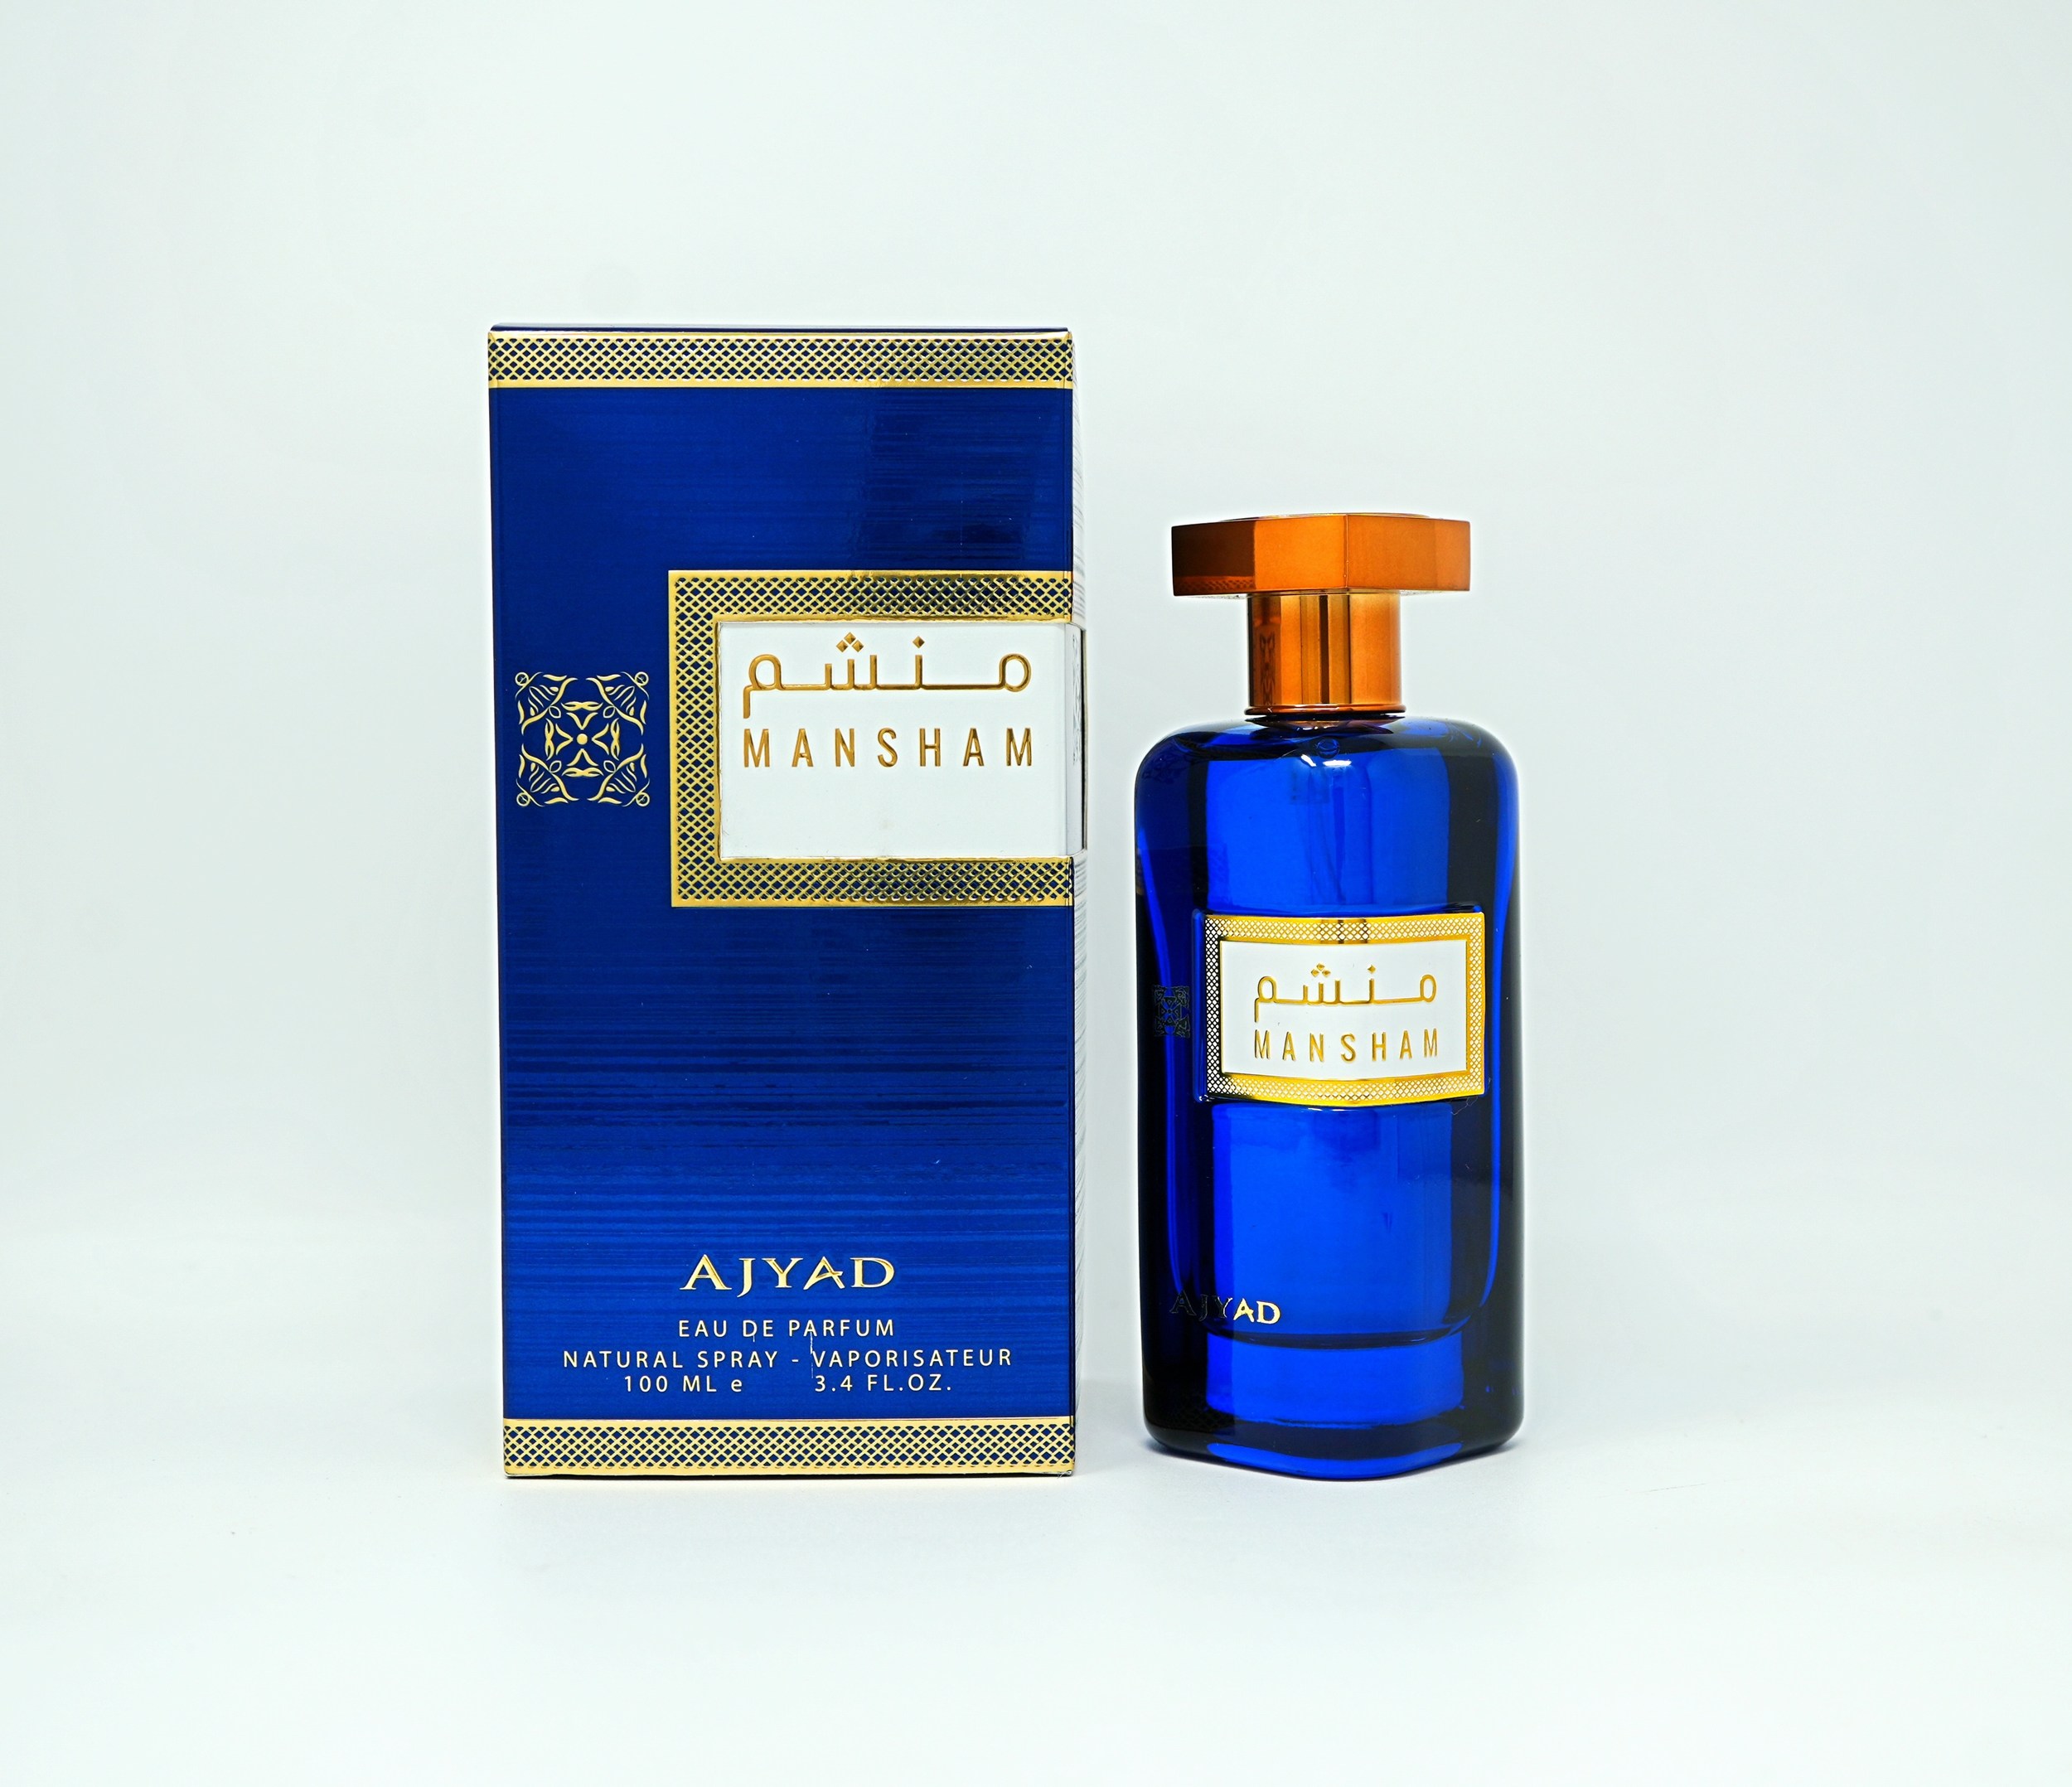 منشم
MANSHAM
AJYAD
EAU DE PARFUM
NATURAL SPRAY - VAPORISATEUR
100 ML e 3.4 FL.OZ.
منشم
MANSHAM
AJYAD